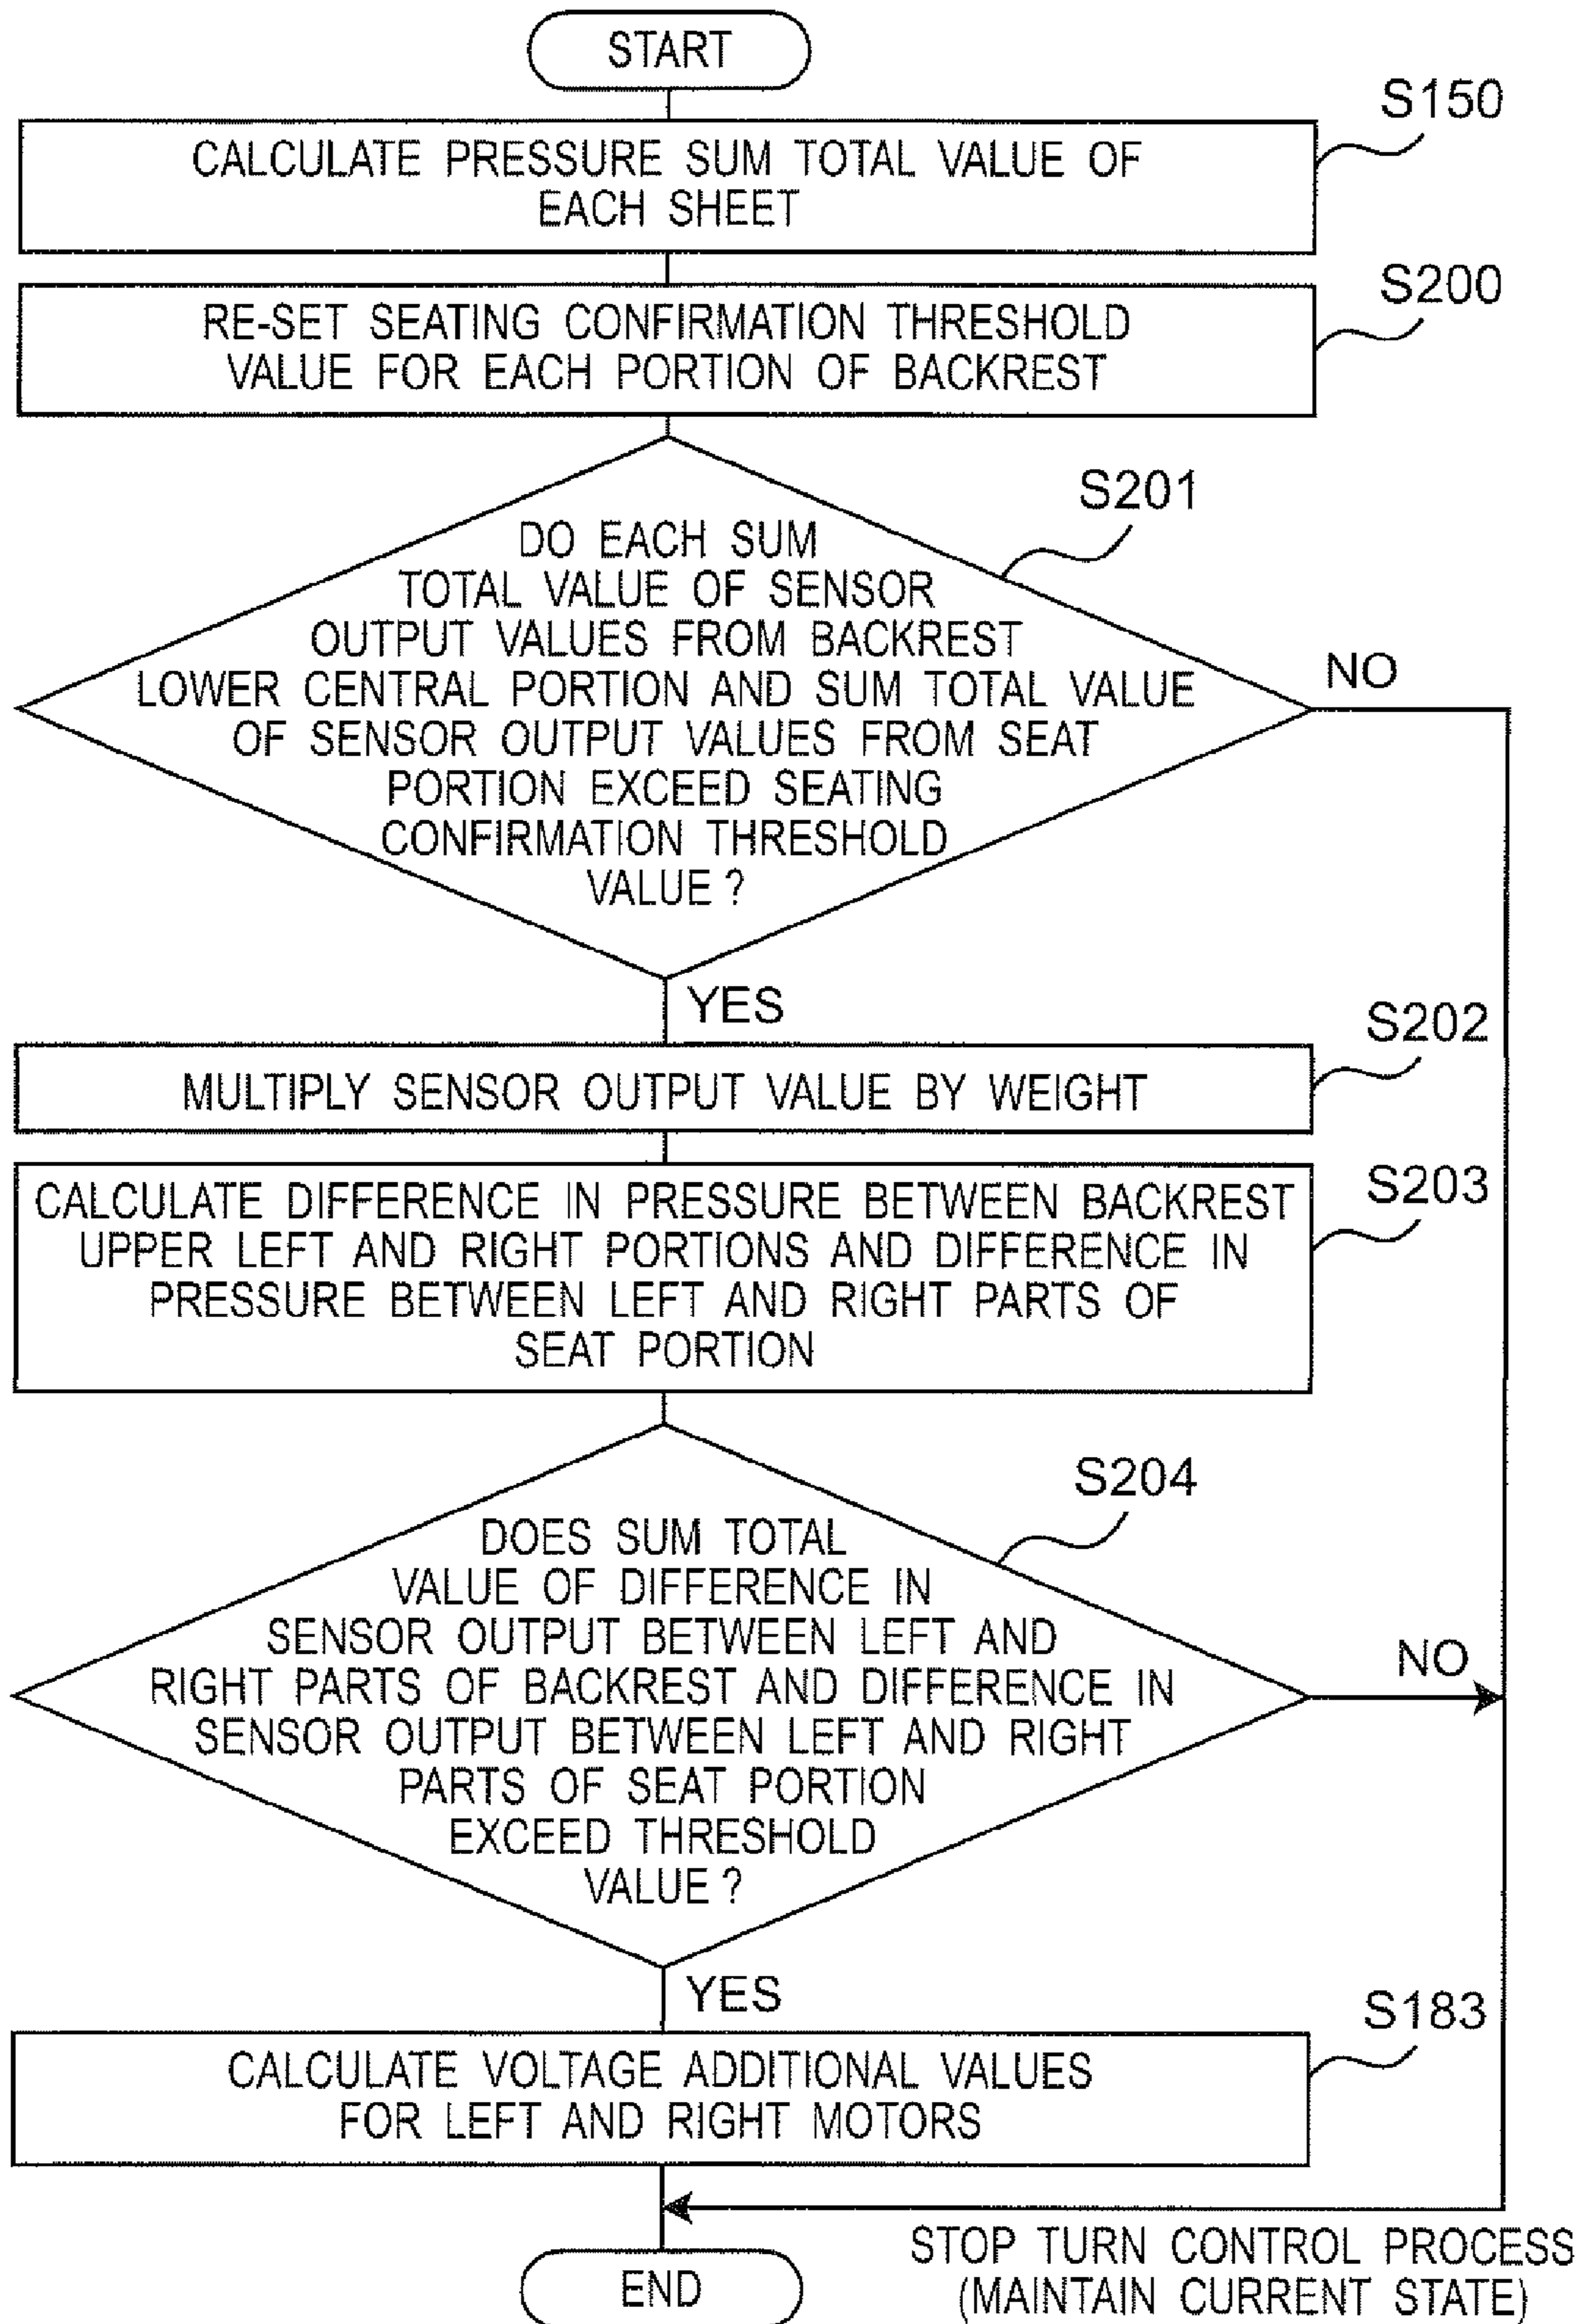 START
S150
CALCULATE PRESSURE SUM TOTAL VALUE OF
EACH SHEET
S200
RE-SET SEATING CONFIRMATION THRESHOLD
VALUE FOR EACH PORTION OF BACKREST
S201
DO EACH SUM
TOTAL VALUE OF SENSOR
OUTPUT VALUES FROM BACKREST
LOWER CENTRAL PORTION AND SUM TOTAL VALUE
OF SENSOR OUTPUT VALUES FROM SEAT
PORTION EXCEED SEATING
CONFIRMATION THRESHOLD
VALUE ?
NO
YES
S202
MULTIPLY SENSOR OUTPUT VALUE BY WEIGHT
S203
CALCULATE DIFFERENCE IN PRESSURE BETWEEN BACKREST
UPPER LEFT AND RIGHT PORTIONS AND DIFFERENCE IN
PRESSURE BETWEEN LEFT AND RIGHT PARTS OF
SEAT PORTION
S204
DOES SUM TOTAL
VALUE OF DIFFERENCE IN
SENSOR OUTPUT BETWEEN LEFT AND
RIGHT PARTS OF BACKREST AND DIFFERENCE IN
SENSOR OUTPUT BETWEEN LEFT AND RIGHT
PARTS OF SEAT PORTION
EXCEED THRESHOLD
VALUE ?
NO
YES
S183
CALCULATE VOLTAGE ADDITIONAL VALUES
FOR LEFT AND RIGHT MOTORS
STOP TURN CONTROL PROCESS
(MAINTAIN CURRENT STATE)
END